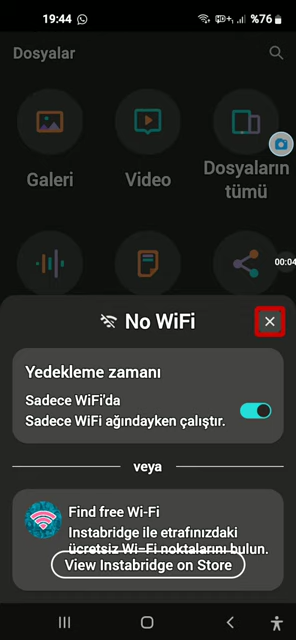 19:44
%76
Dosyalar
Galeri
Video
Dosyaların
tümü
00:04
No WiFi
Yedekleme zamanı
Sadece WiFi'da
Sadece WiFi ağındayken çalıştır.
veya
Find free Wi-Fi
Instabridge ile etrafınızdaki
ücretsiz Wi-Fi noktalarını bulun.
View Instabridge on Store